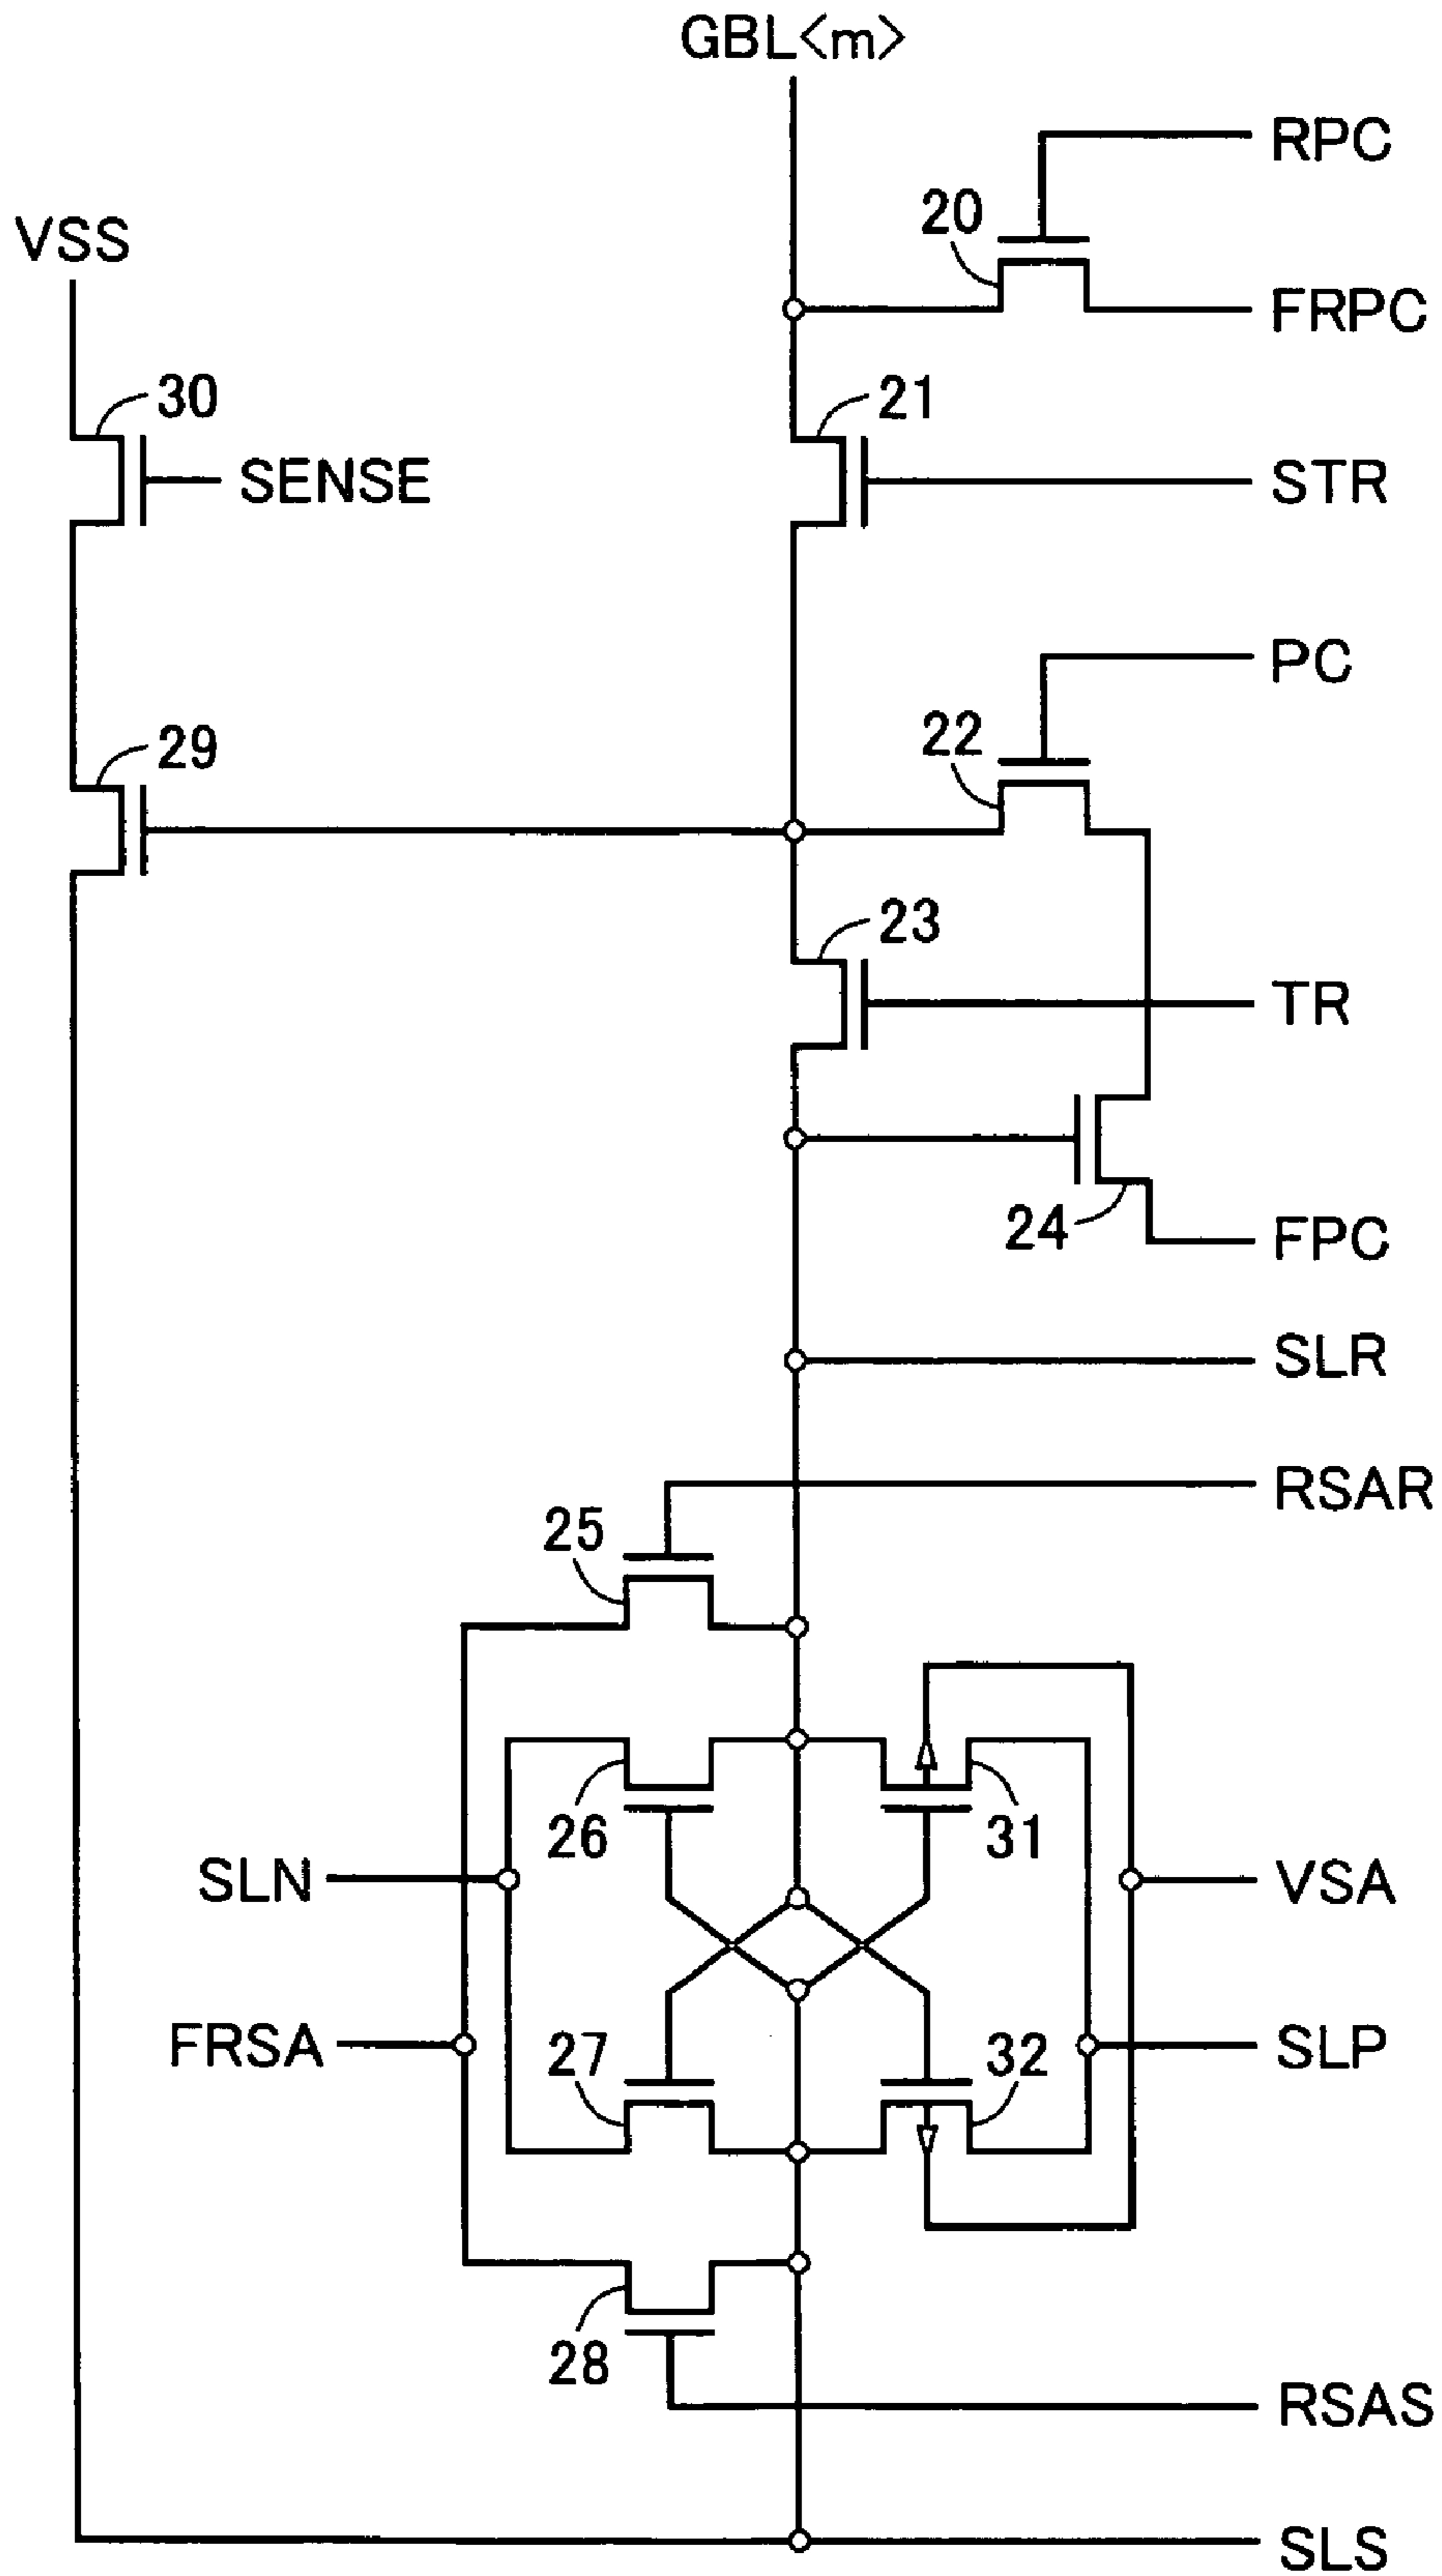 GBL<m>
RPC
20
VSS
FRPC
30
21
SENSE
STR
PC
22
29
23
TR
24
FPC
SLR
RSAR
25
26
31
SLN
VSA
FRSA
27
32
SLP
28
RSAS
SLS